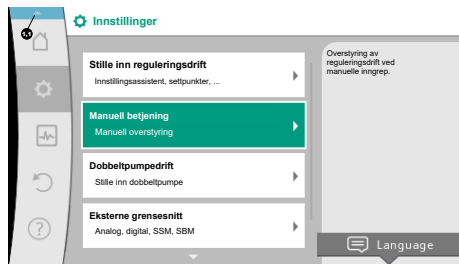 1.1
Innstillinger
Stille inn reguleringsdrift
Innstillingsassistent, settpunkter, ...
Manuell betjening
Manuell overstyring
Dobbeltpumpedrift
Stille inn dobbeltpumpe
Eksterne grensesnitt
Analog, digital, SSM, SBM
Overstyring av
reguleringsdrift ved
manuelle inngrep.
?
Language